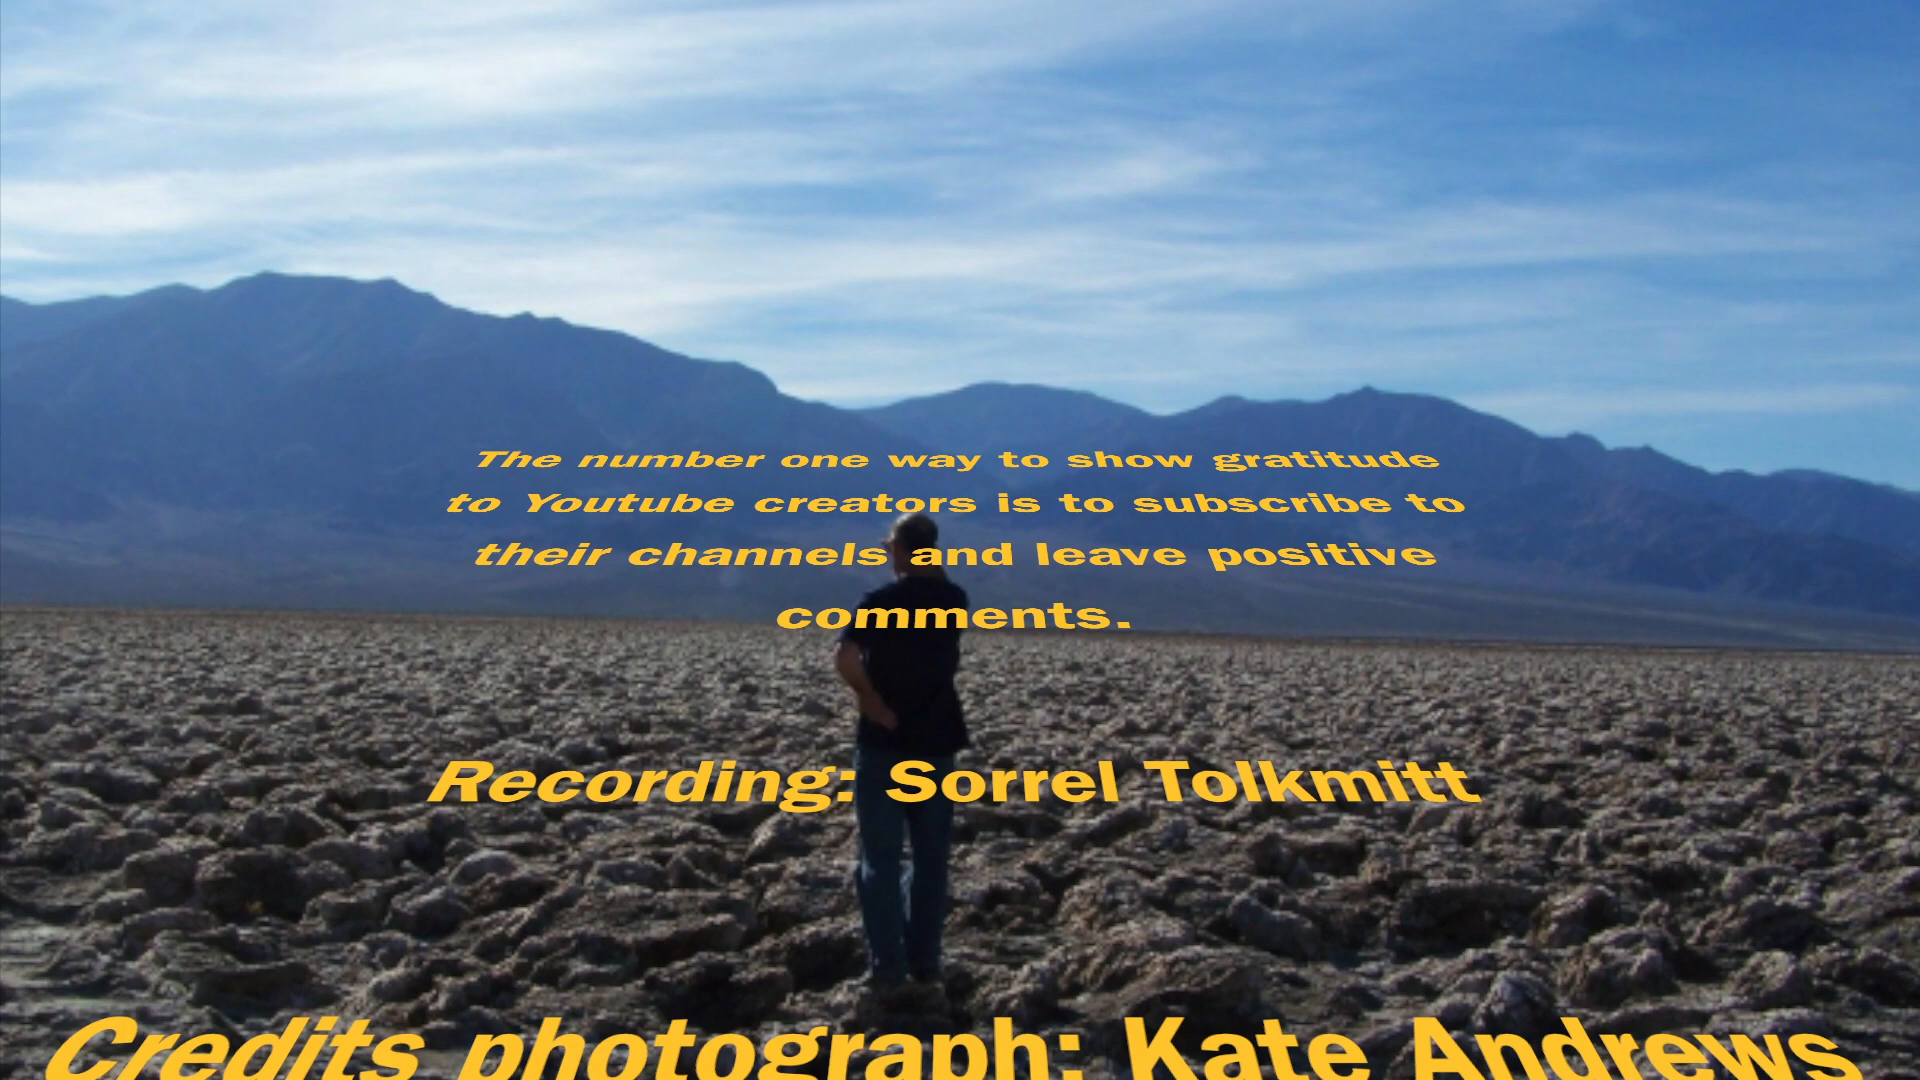 The number one way to show gratitude
to Youtube creators is to subscribe to
their channels and leave positive
comments.
Recording: Sorrel Tolkmitt
Credits photograph: Kate Andrews